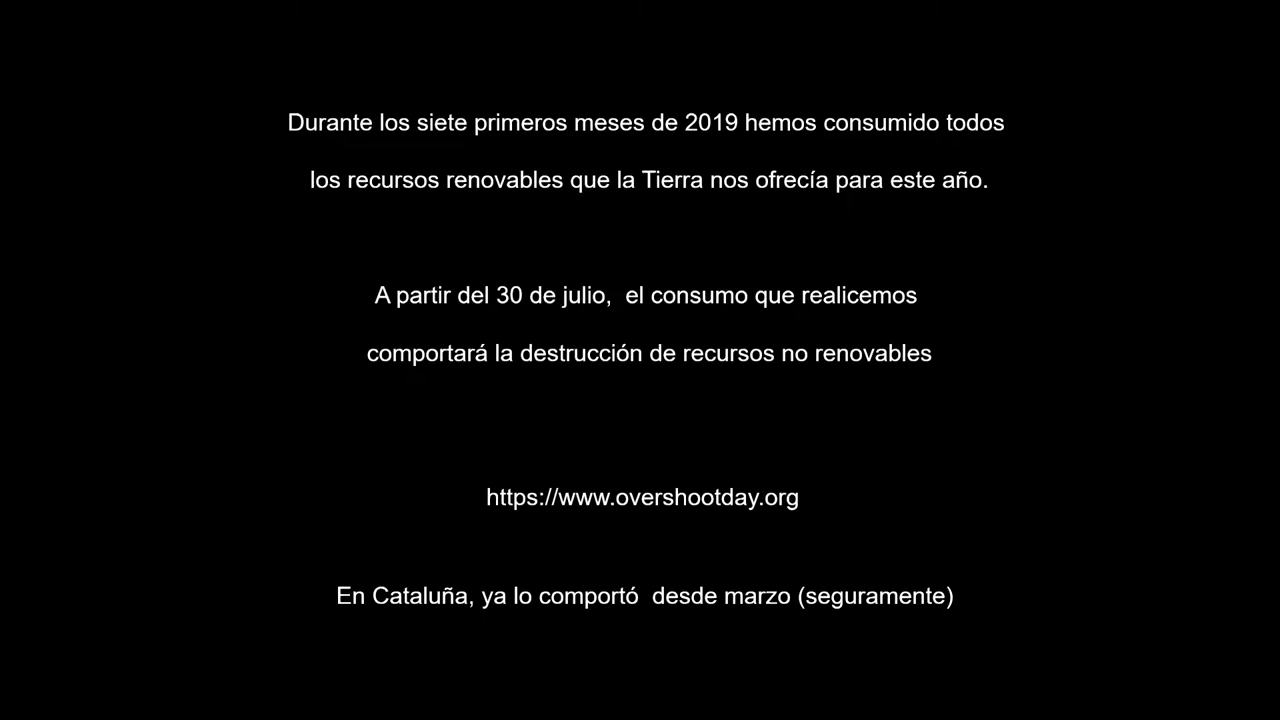 Durante los siete primeros meses de 2019 hemos consumido todos
los recursos renovables que la Tierra nos ofrecía para este año.
A partir del 30 de julio,  el consumo que realicemos
comportará la destrucción de recursos no renovables
https://www.overshootday.org
En Cataluña, ya lo comportó  desde marzo (seguramente)